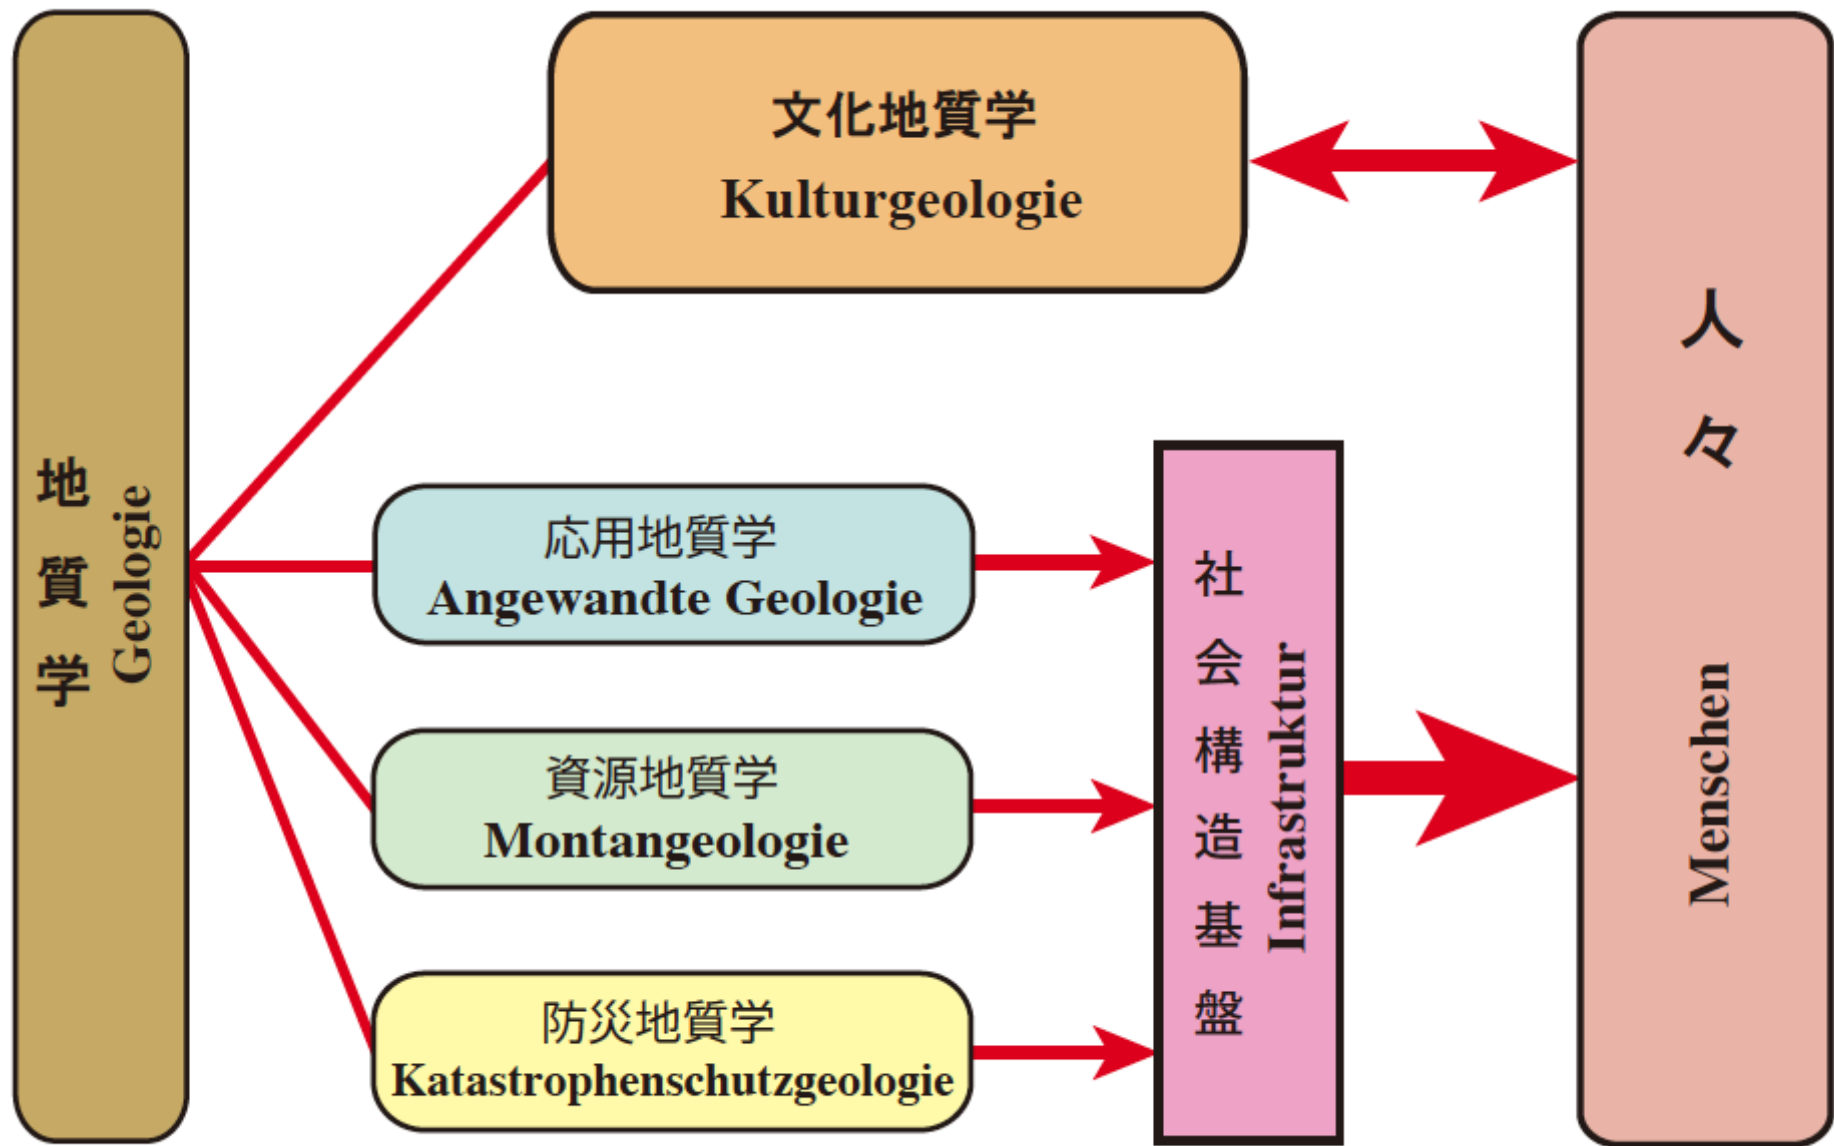 地質学
Geologie
文化地質学
Kulturgeologie
応用地質学
Angewandte Geologie
資源地質学
Montangeologie
防災地質学
Katastrophenschutzgeologie
社会構造基盤
Infrastruktur
人々
Menschen